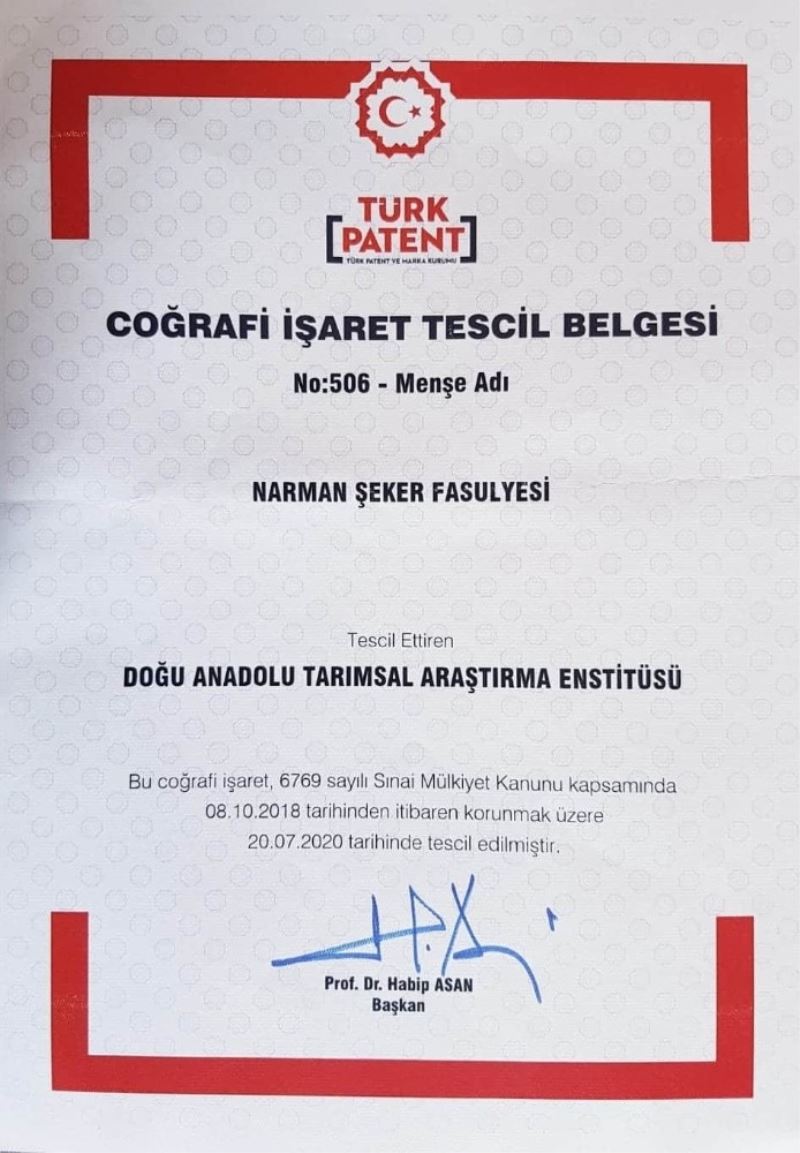 TÜRK
PATENT
TÜRK PATENT VE MARKA KURUMU
COĞRAFİ İŞARET TESCİL BELGESİ
No:506 - Menşe Adı
NARMAN ŞEKER FASULYESİ
Tescil Ettiren
DOĞU ANADOLU TARIMSAL ARAŞTIRMA ENSTİTÜSÜ
Bu coğrafi işaret, 6769 sayılı Sınai Mülkiyet Kanunu kapsamında
08.10.2018 tarihinden itibaren korunmak üzere
20.07.2020 tarihinde tescil edilmiştir.
Prof. Dr. Habip ASAN
Başkan